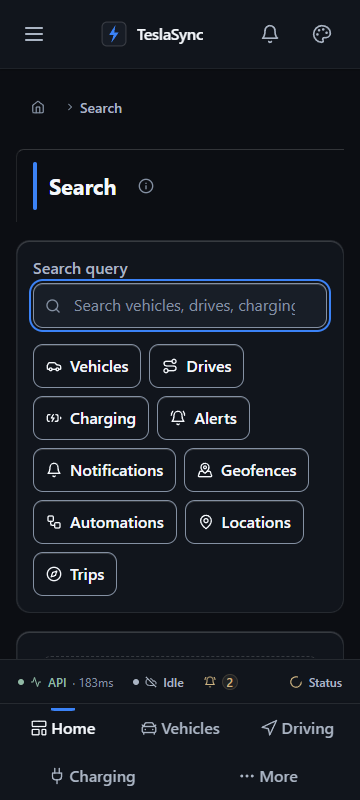 TeslaSync
Search
Search
Search query
Search vehicles, drives, charging
Vehicles
Drives
Charging
Alerts
Notifications
Geofences
Automations
Locations
Trips
API · 183ms
Idle
2
Status
Home
Vehicles
Driving
Charging
More